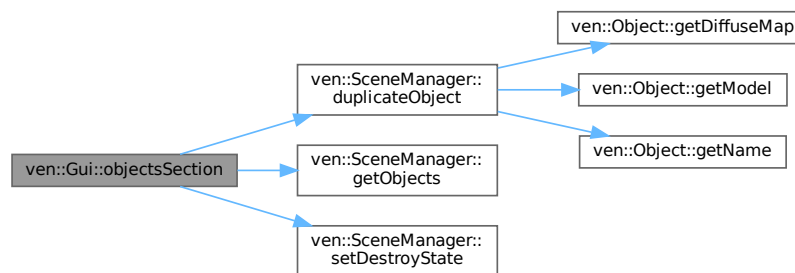 ven::Gui::objectsSection
ven::SceneManager::
duplicateObject
ven::SceneManager::
getObjects
ven::SceneManager::
setDestroyState
ven::Object::getDiffuseMap
ven::Object::getModel
ven::Object::getName